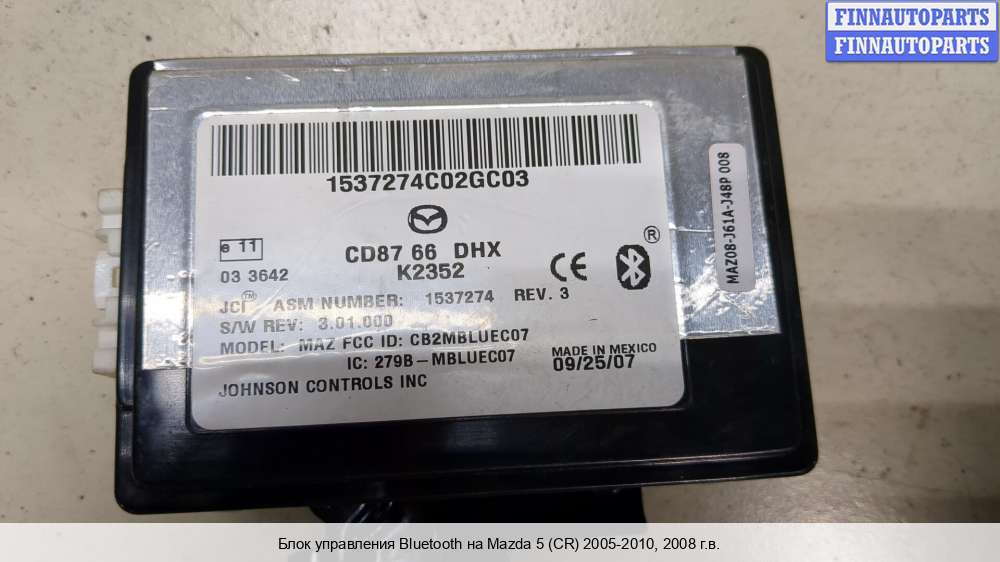 FINNAUTOPARTS
FINNAUTOPARTS
1537274C02GC03
e 11
03 3642
CD87 66 DHX
K2352
CE
®
JCI™ ASM NUMBER: 1537274 REV. 3
S/W REV: 3.01.000
MODEL: MAZ FCC ID: CB2MBLUEC07
IC: 279B-MBLUEC07
JOHNSON CONTROLS INC
MADE IN MEXICO
09/25/07
MAZ08-J61A-J48P 008
Блок управления Bluetooth на Mazda 5 (CR) 2005-2010, 2008 г.в.